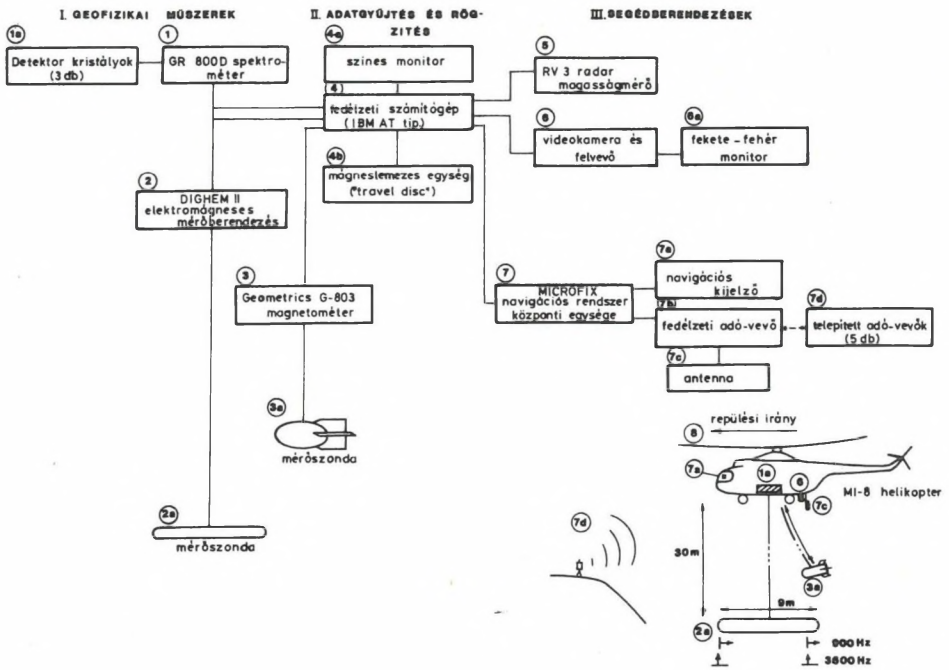 I. GEOFIZIKAI MŰSZEREK
II. ADATGYŰJTÉS ÉS RÖG-
ZITÉS
III. SEGÉDBERENDEZÉSEK
1a
Detektor kristályok
(3 db)
1
GR 800D spektro-
méter
4a
szines monitor
4
fedélzeti számítógép
(IBM AT tip.)
4b
mágneslemezes egység
("travel disc")
5
RV 3 radar
magasságmérő
6
videokamera és
felvevő
6a
fekete-fehér
monitor
2
DIGHEM II
elektromágneses
mérőberendezés
3
Geometrics G-803
magnetométer
7
MICROFIX
navigációs rendszer
központi egysége
7a
navigációs
kijelző
7b
fedélzeti adó-vevő
7d
telepített adó-vevők
(5 db)
7c
antenna
3a
mérőszonda
2a
mérőszonda
repülési irány
8
7a
1a
6
7c
MI-8 helikopter
7d
30m
3a
9m
2a
900 Hz
3600 Hz